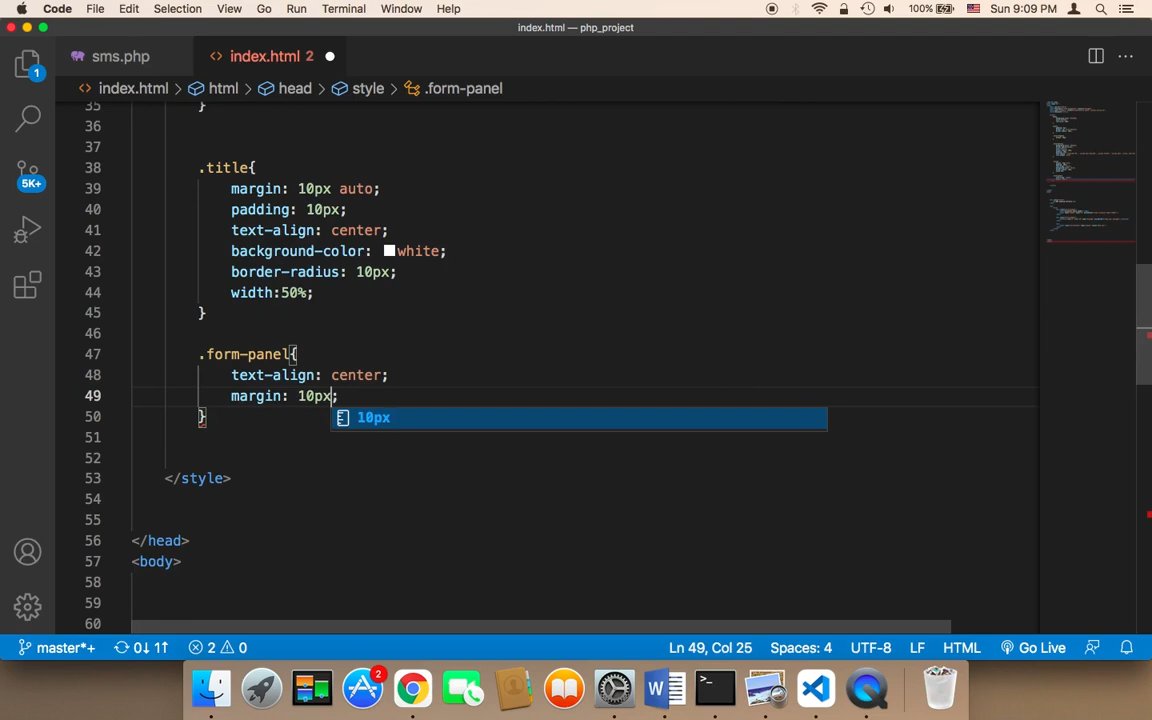 Code File Edit Selection View Go Run Terminal Window Help 100% Sun 9:09 PM
index.html — php_project
sms.php index.html 2
index.html > html > head > style > .form-panel
35 }
36
37
38 .title{
39 margin: 10px auto;
40 padding: 10px;
41 text-align: center;
42 background-color: white;
43 border-radius: 10px;
44 width:50%;
45 }
46
47 .form-panel{
48 text-align: center;
49 margin: 10px;
10px
50 }
51
52
53 </style>
54
55
56 </head>
57 <body>
58
59
60
1
5K+
master*+ 0↓ 1↑ 2 0 Ln 49, Col 25 Spaces: 4 UTF-8 LF HTML Go Live
2